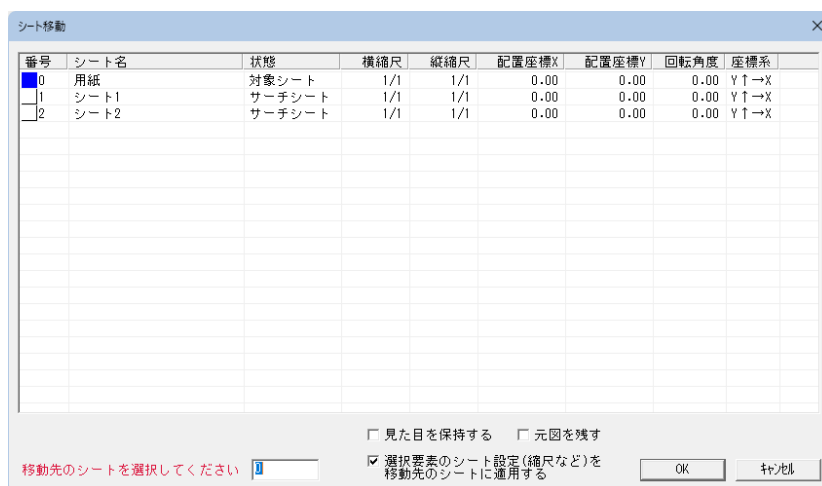 シート移動
番号 シート名 状態 横縮尺 縦縮尺 配置座標X 配置座標Y 回転角度 座標系
0 用紙 対象シート 1/1 1/1 0.00 0.00 0.00 Y↑→X
1 シート1 サーチシート 1/1 1/1 0.00 0.00 0.00 Y↑→X
2 シート2 サーチシート 1/1 1/1 0.00 0.00 0.00 Y↑→X
見た目を保持する 元図を残す
移動先のシートを選択してください 0
選択要素のシート設定(縮尺など)を
移動先のシートに適用する
OK キャンセル